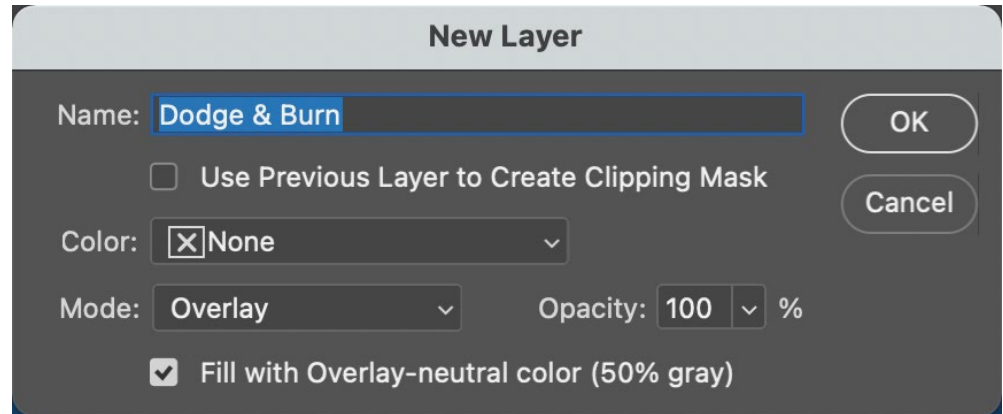 New Layer
Name: Dodge & Burn
OK
Use Previous Layer to Create Clipping Mask
Cancel
Color: None
Mode: Overlay Opacity: 100 %
Fill with Overlay-neutral color (50% gray)